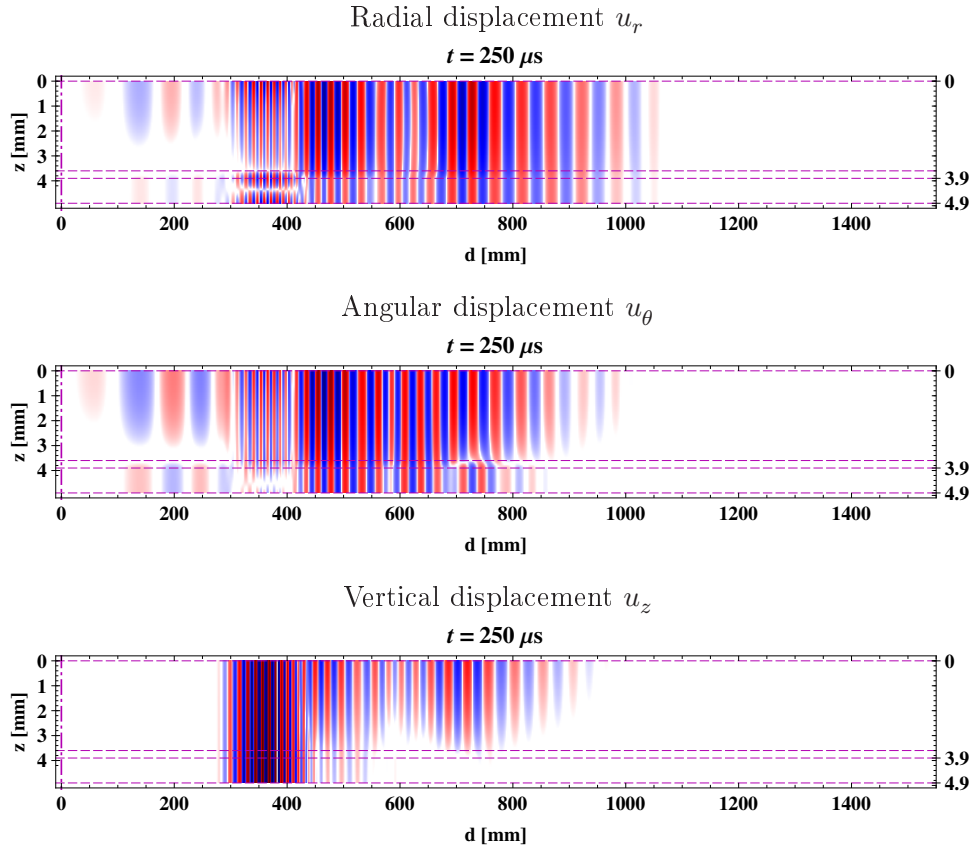 Radial displacement u_r
t = 250 μs
0
1
2
3
4
z [mm]
0
3.9
4.9
0 200 400 600 800 1000 1200 1400
d [mm]
Angular displacement u_θ
t = 250 μs
0
1
2
3
4
z [mm]
0
3.9
4.9
0 200 400 600 800 1000 1200 1400
d [mm]
Vertical displacement u_z
t = 250 μs
0
1
2
3
4
z [mm]
0
3.9
4.9
0 200 400 600 800 1000 1200 1400
d [mm]